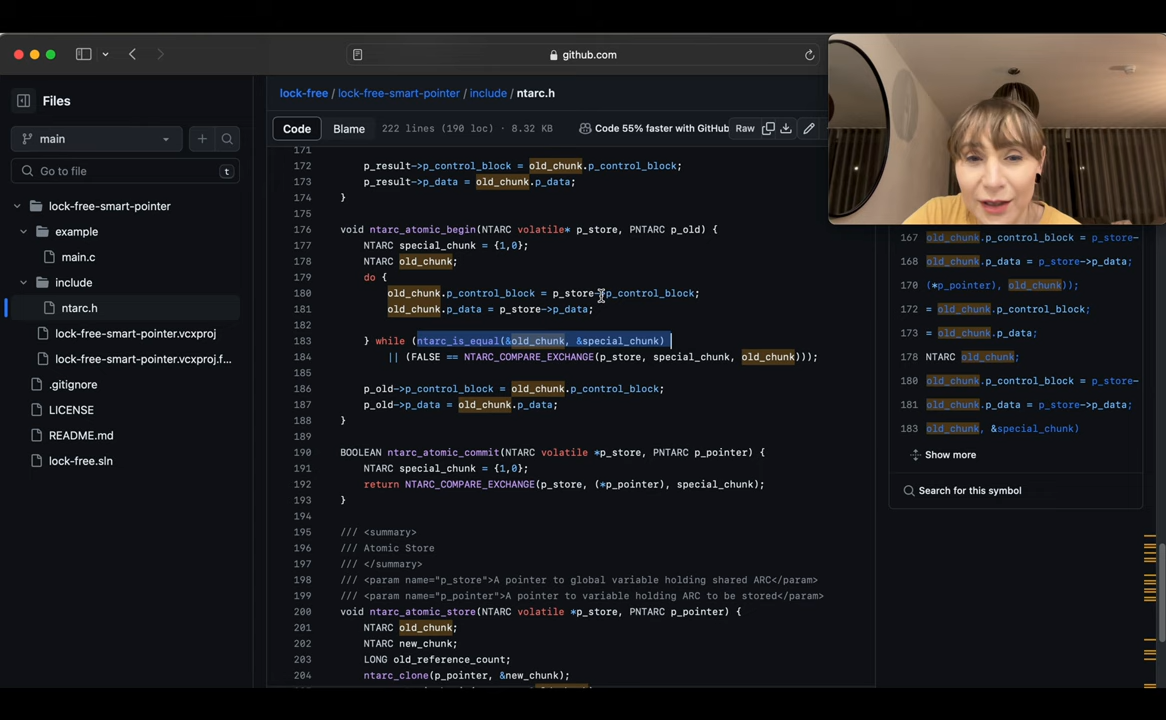 github.com
Files
main
Go to file
t
lock-free-smart-pointer
example
main.c
include
ntarc.h
lock-free-smart-pointer.vcxproj
lock-free-smart-pointer.vcxproj.f...
.gitignore
LICENSE
README.md
lock-free.sln
lock-free / lock-free-smart-pointer / include / ntarc.h
Code
Blame
222 lines (190 loc) · 8.32 KB
Code 55% faster with GitHub
Raw
171
172 p_result->p_control_block = old_chunk.p_control_block;
173 p_result->p_data = old_chunk.p_data;
174 }
175
176 void ntarc_atomic_begin(NTARC volatile* p_store, PNTARC p_old) {
177 NTARC special_chunk = {1,0};
178 NTARC old_chunk;
179 do {
180 old_chunk.p_control_block = p_store->p_control_block;
181 old_chunk.p_data = p_store->p_data;
182
183 } while (ntarc_is_equal(&old_chunk, &special_chunk)
184 || (FALSE == NTARC_COMPARE_EXCHANGE(p_store, special_chunk, old_chunk)));
185
186 p_old->p_control_block = old_chunk.p_control_block;
187 p_old->p_data = old_chunk.p_data;
188 }
189
190 BOOLEAN ntarc_atomic_commit(NTARC volatile *p_store, PNTARC p_pointer) {
191 NTARC special_chunk = {1,0};
192 return NTARC_COMPARE_EXCHANGE(p_store, (*p_pointer), special_chunk);
193 }
194
195 /// <summary>
196 /// Atomic Store
197 /// </summary>
198 /// <param name="p_store">A pointer to global variable holding shared ARC</param>
199 /// <param name="p_pointer">A pointer to variable holding ARC to be stored</param>
200 void ntarc_atomic_store(NTARC volatile *p_store, PNTARC p_pointer) {
201 NTARC old_chunk;
202 NTARC new_chunk;
203 LONG old_reference_count;
204 ntarc_clone(p_pointer, &new_chunk);
167 old_chunk.p_control_block = p_store-
168 old_chunk.p_data = p_store->p_data;
170 (*p_pointer), old_chunk));
172 = old_chunk.p_control_block;
173 = old_chunk.p_data;
178 NTARC old_chunk;
180 old_chunk.p_control_block = p_store-
181 old_chunk.p_data = p_store->p_data;
183 old_chunk, &special_chunk)
Show more
Search for this symbol